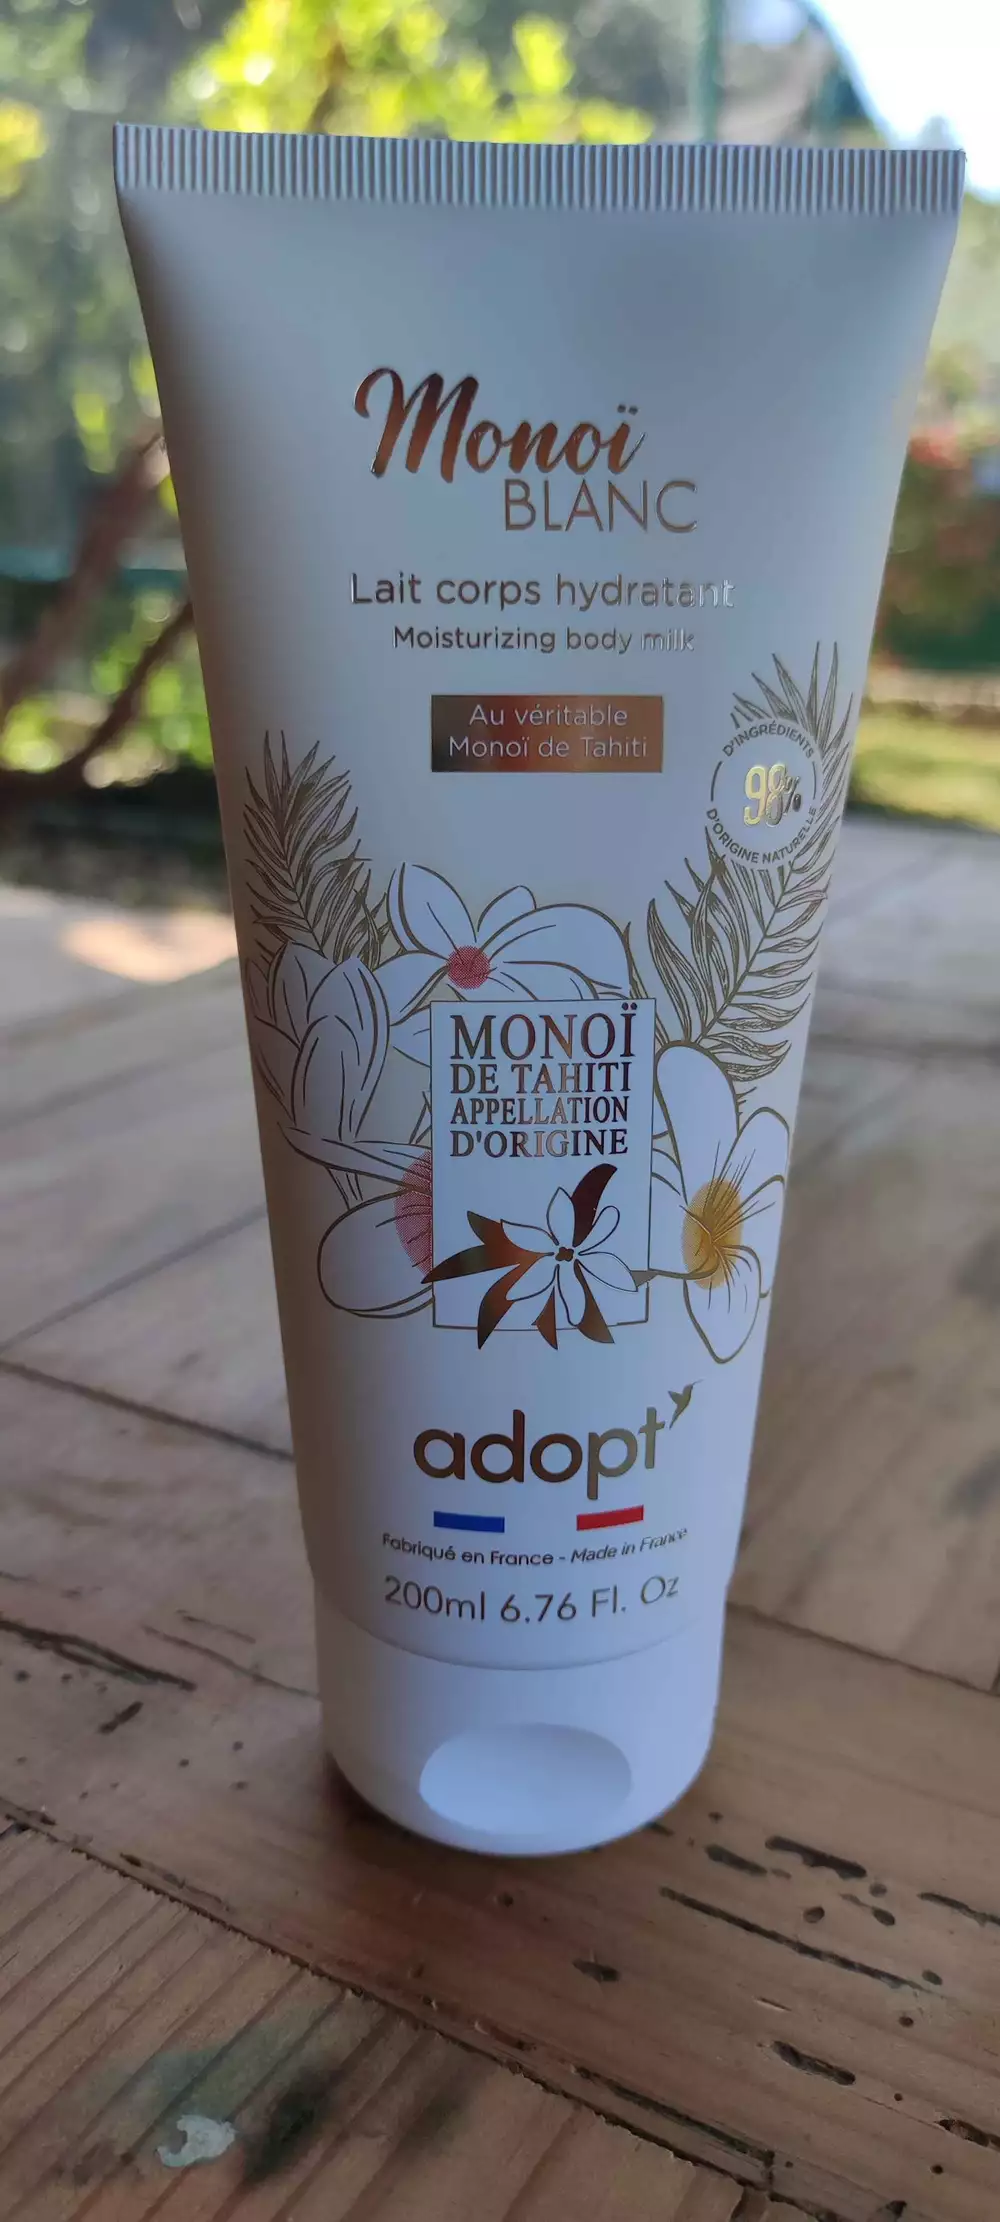 Monoï
BLANC
Lait corps hydratant
Moisturizing body milk
Au véritable
Monoï de Tahiti
D'INGRÉDIENTS
98%
D'ORIGINE NATURELLE
MONOÏ
DE TAHITI
APPELLATION
D'ORIGINE
adopt'
Fabriqué en France - Made in France
200ml 6.76 Fl. Oz